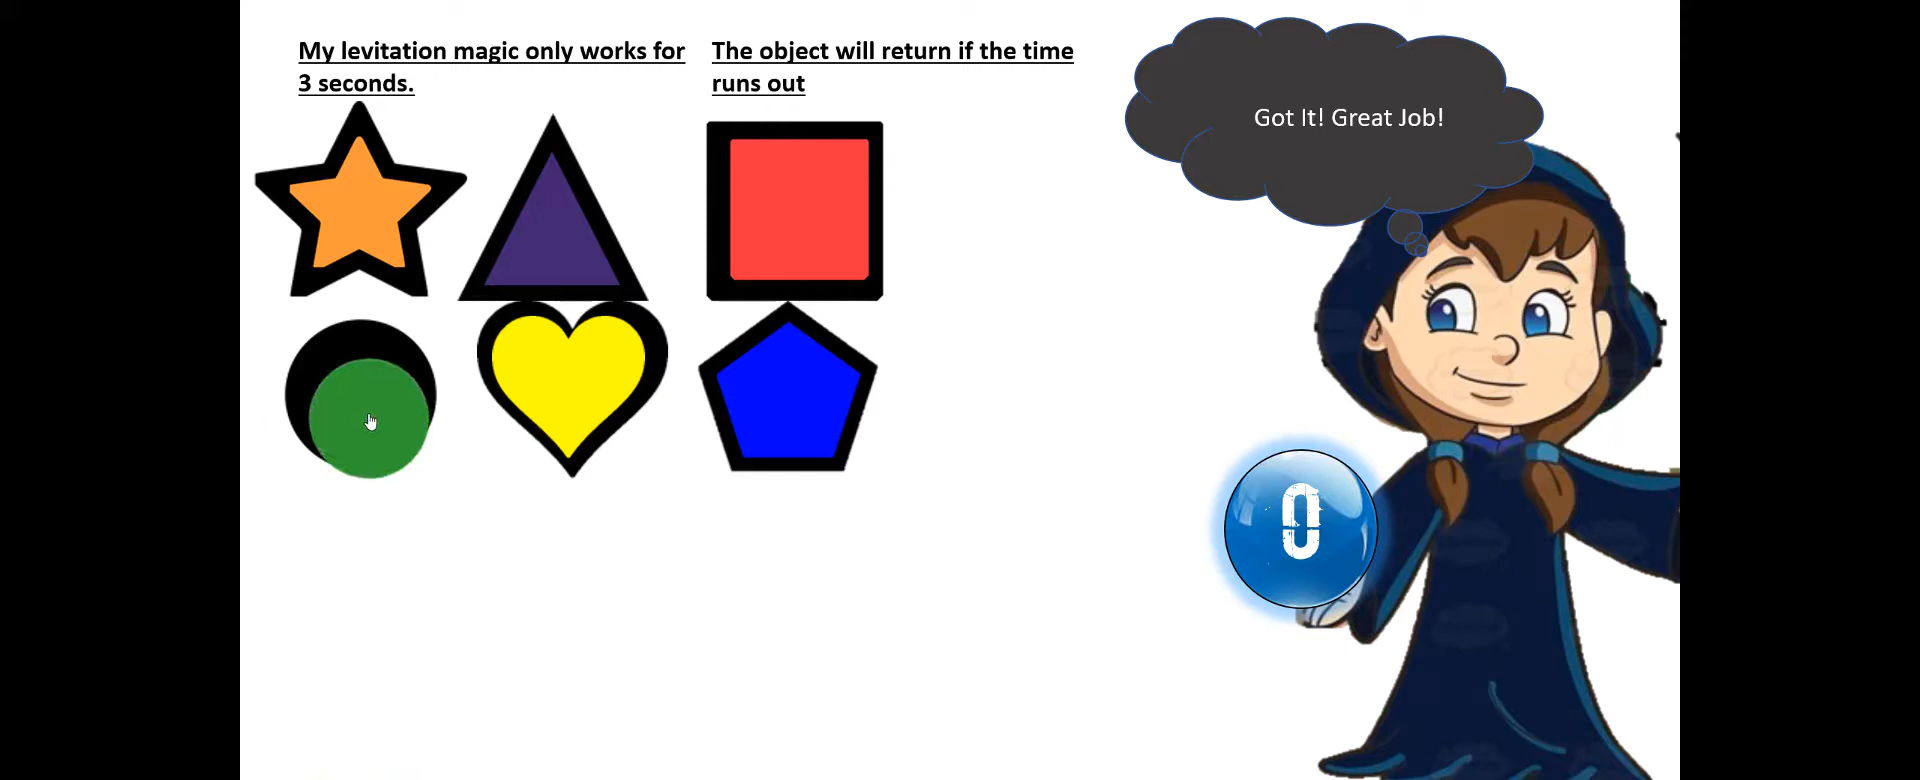 My levitation magic only works for
3 seconds.
The object will return if the time
runs out
Got It! Great Job!
0